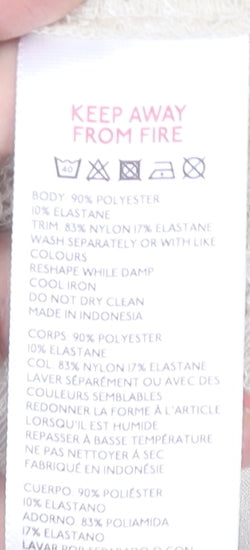 KEEP AWAY
FROM FIRE
40
BODY: 90% POLYESTER
10% ELASTANE
TRIM: 83% NYLON 17% ELASTANE
WASH SEPARATELY OR WITH LIKE
COLOURS
RESHAPE WHILE DAMP
COOL IRON
DO NOT DRY CLEAN
MADE IN INDONESIA
CORPS: 90% POLYESTER
10% ELASTANE
COL: 83% NYLON 17% ELASTANE
LAVER SÉPARÉMENT OU AVEC DES
COULEURS SEMBLABLES
REDONNER LA FORME À L'ARTICLE
LORSQU'IL EST HUMIDE
REPASSER À BASSE TEMPÉRATURE
NE PAS NETTOYER À SEC
FABRIQUÉ EN INDONÉSIE
CUERPO: 90% POLIÉSTER
10% ELASTANO
ADORNO: 83% POLIAMIDA
17% ELASTANO
LAVAR POR SEPARADO O CON